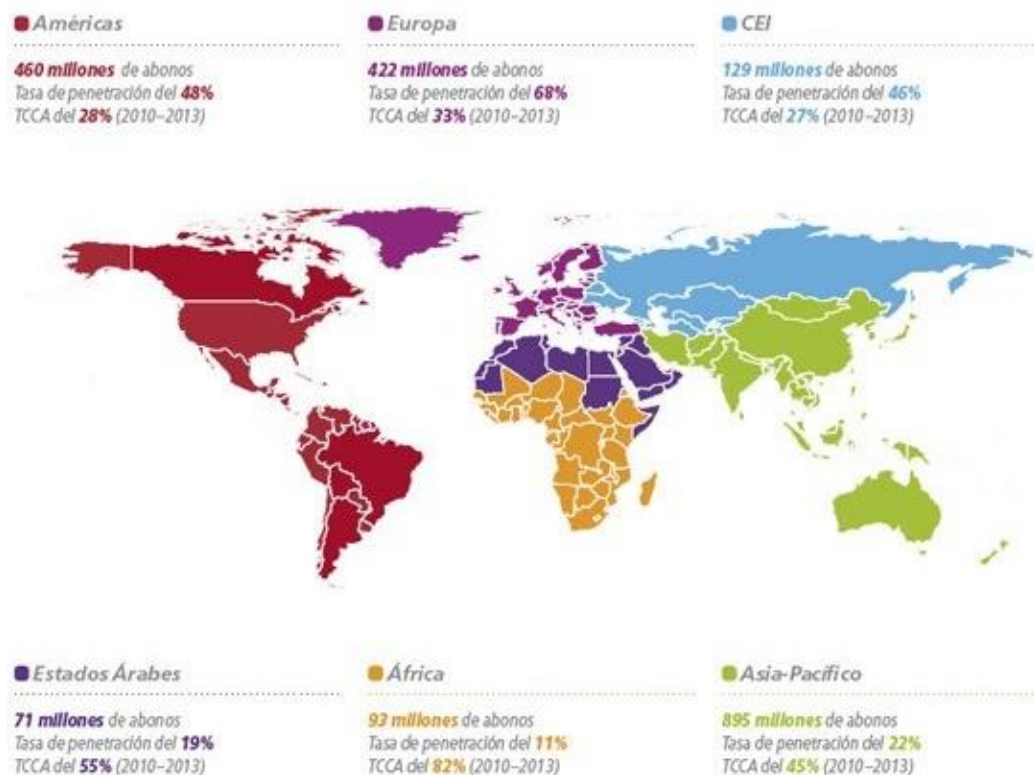 Américas
460 millones de abonos
Tasa de penetración del 48%
TCCA del 28% (2010–2013)
Europa
422 millones de abonos
Tasa de penetración del 68%
TCCA del 33% (2010–2013)
CEI
129 millones de abonos
Tasa de penetración del 46%
TCCA del 27% (2010–2013)
Estados Árabes
71 millones de abonos
Tasa de penetración del 19%
TCCA del 55% (2010–2013)
África
93 millones de abonos
Tasa de penetración del 11%
TCCA del 82% (2010–2013)
Asia-Pacífico
895 millones de abonos
Tasa de penetración del 22%
TCCA del 45% (2010–2013)